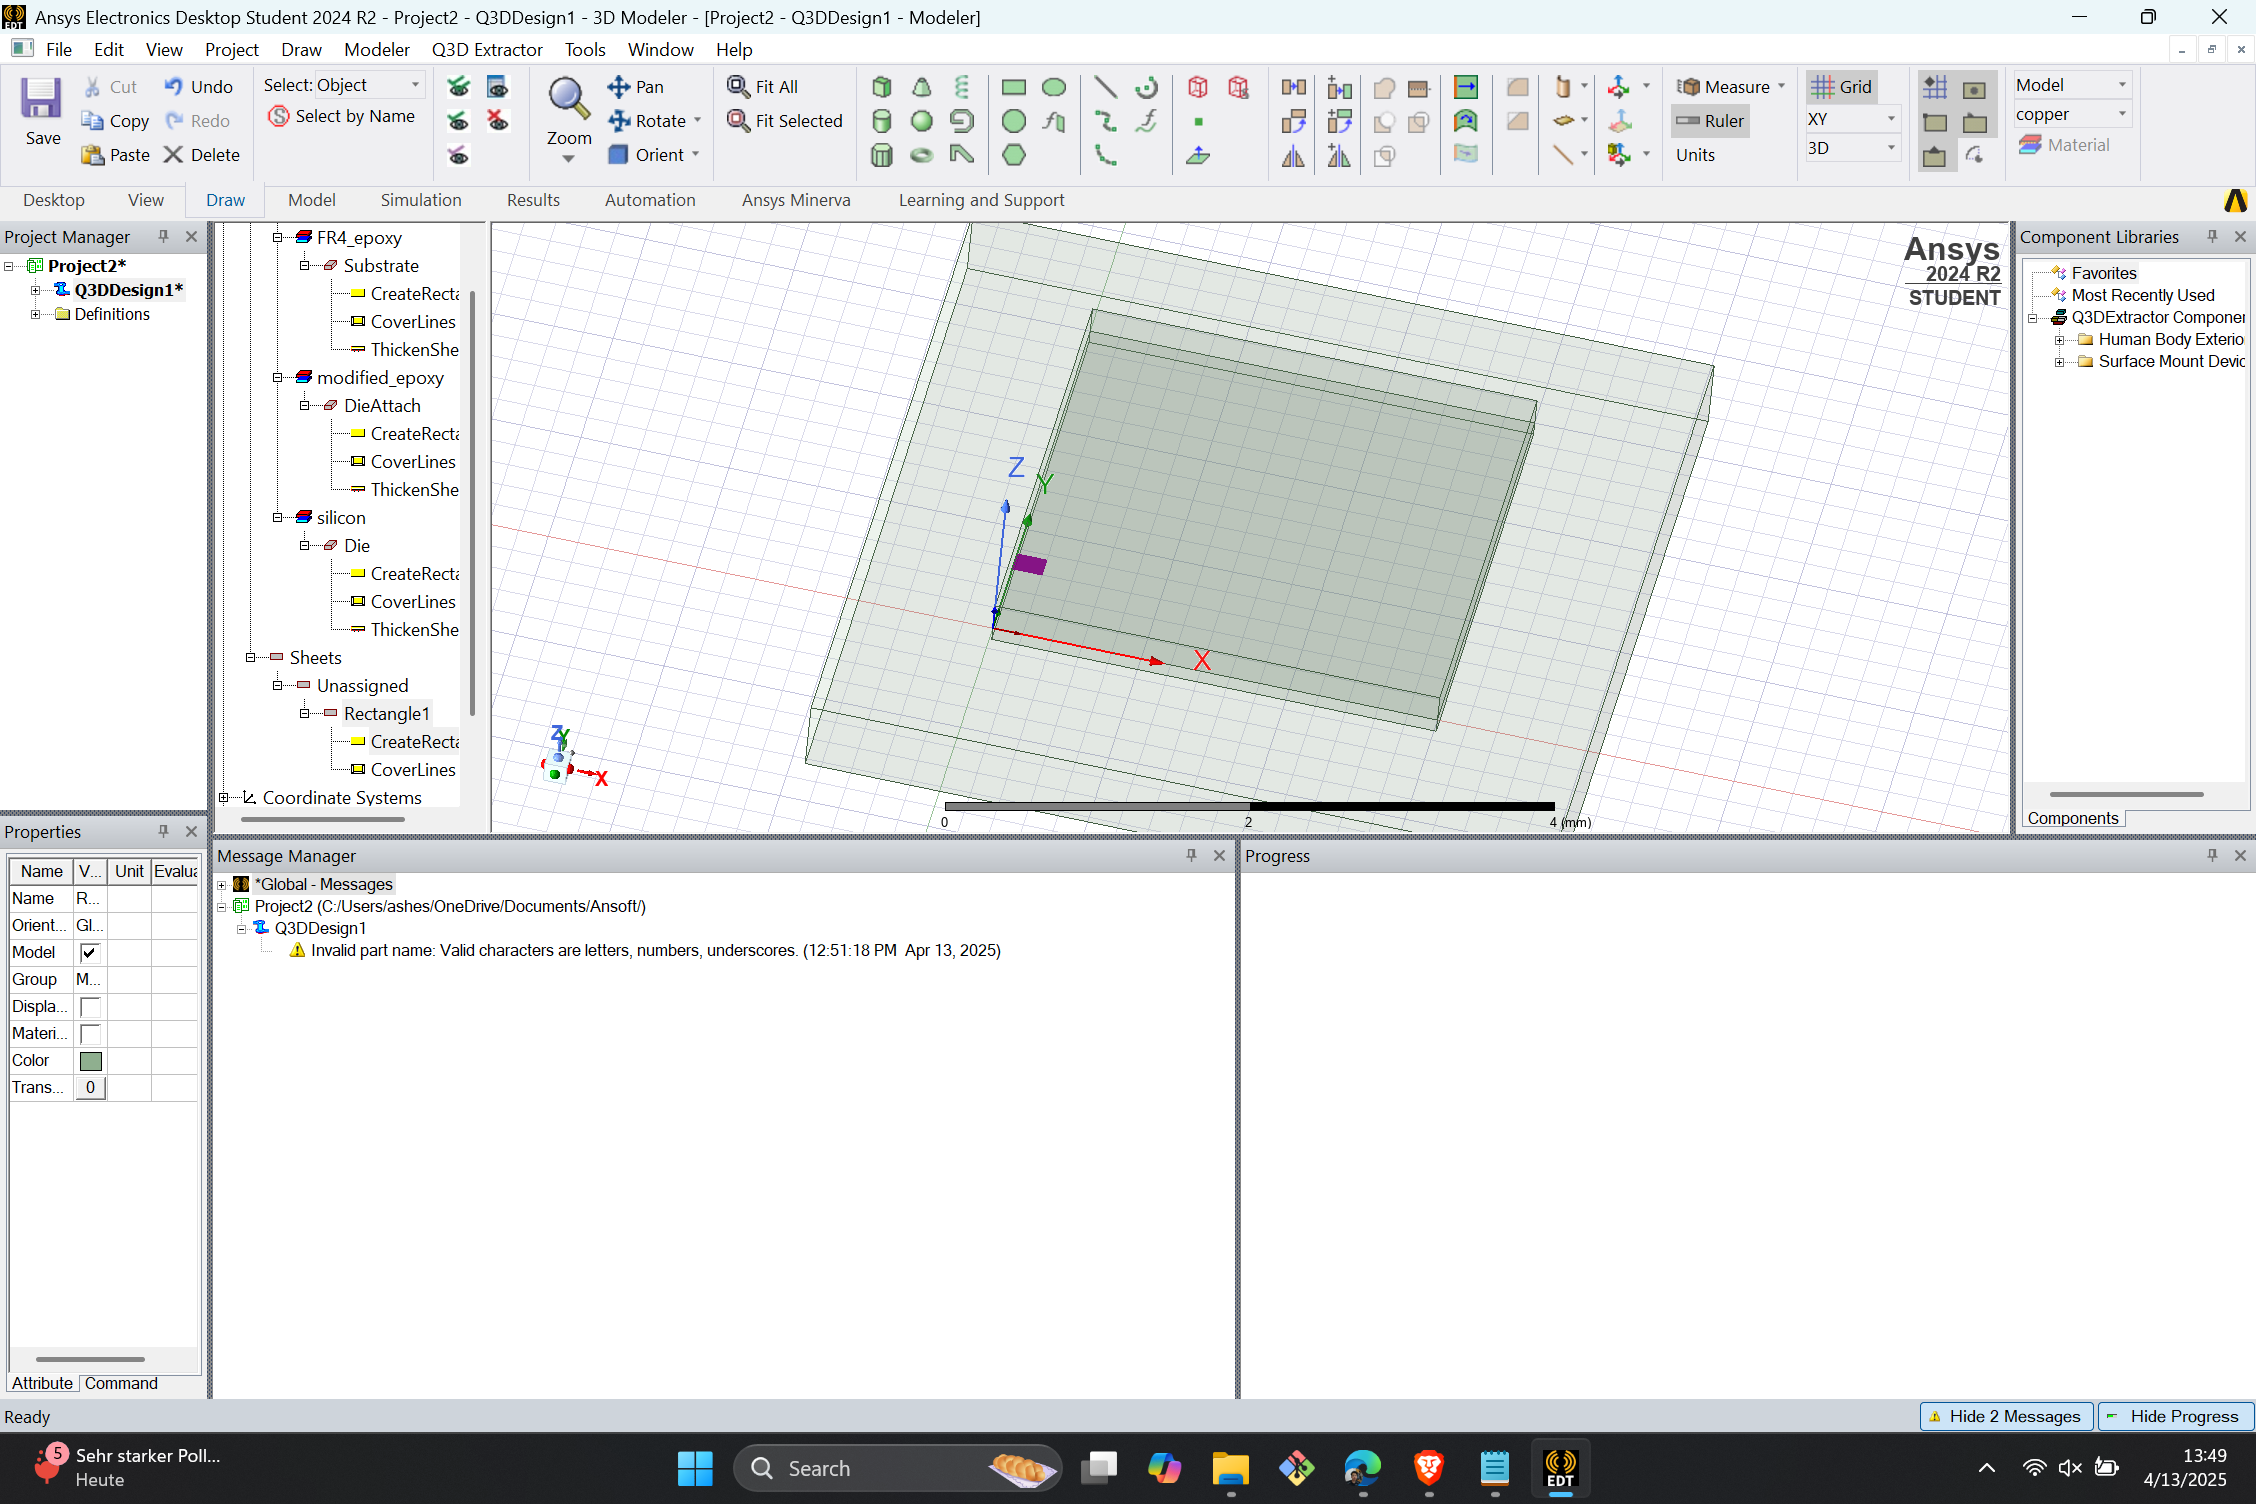 Ansys Electronics Desktop Student 2024 R2 - Project2 - Q3DDesign1 - 3D Modeler - [Project2 - Q3DDesign1 - Modeler]
File Edit View Project Draw Modeler Q3D Extractor Tools Window Help
Save
Cut
Copy
Paste
Undo
Redo
Delete
Select: Object
Select by Name
Zoom
Pan
Rotate
Orient
Fit All
Fit Selected
Measure
Ruler
Units
Grid
XY
3D
Model
copper
Material
Desktop View Draw Model Simulation Results Automation Ansys Minerva Learning and Support
Project Manager
Project2*
Q3DDesign1*
Definitions
FR4_epoxy
Substrate
CreateRecta
CoverLines
ThickenShe
modified_epoxy
DieAttach
CreateRecta
CoverLines
ThickenShe
silicon
Die
CreateRecta
CoverLines
ThickenShe
Sheets
Unassigned
Rectangle1
CreateRecta
CoverLines
Coordinate Systems
Z
Y
X
Z
Y
X
0 2 4 (mm)
Ansys
2024 R2
STUDENT
Component Libraries
Favorites
Most Recently Used
Q3DExtractor Componer
Human Body Exterio
Surface Mount Devic
Components
Properties
Name V... Unit Evalua
Name R...
Orient... Gl...
Model
Group M...
Displa...
Materi...
Color
Trans... 0
Attribute Command
Message Manager
*Global - Messages
Project2 (C:/Users/ashes/OneDrive/Documents/Ansoft/)
Q3DDesign1
Invalid part name: Valid characters are letters, numbers, underscores. (12:51:18 PM  Apr 13, 2025)
Progress
Ready
Hide 2 Messages
Hide Progress
5
Sehr starker Poll...
Heute
Search
EDT
13:49
4/13/2025